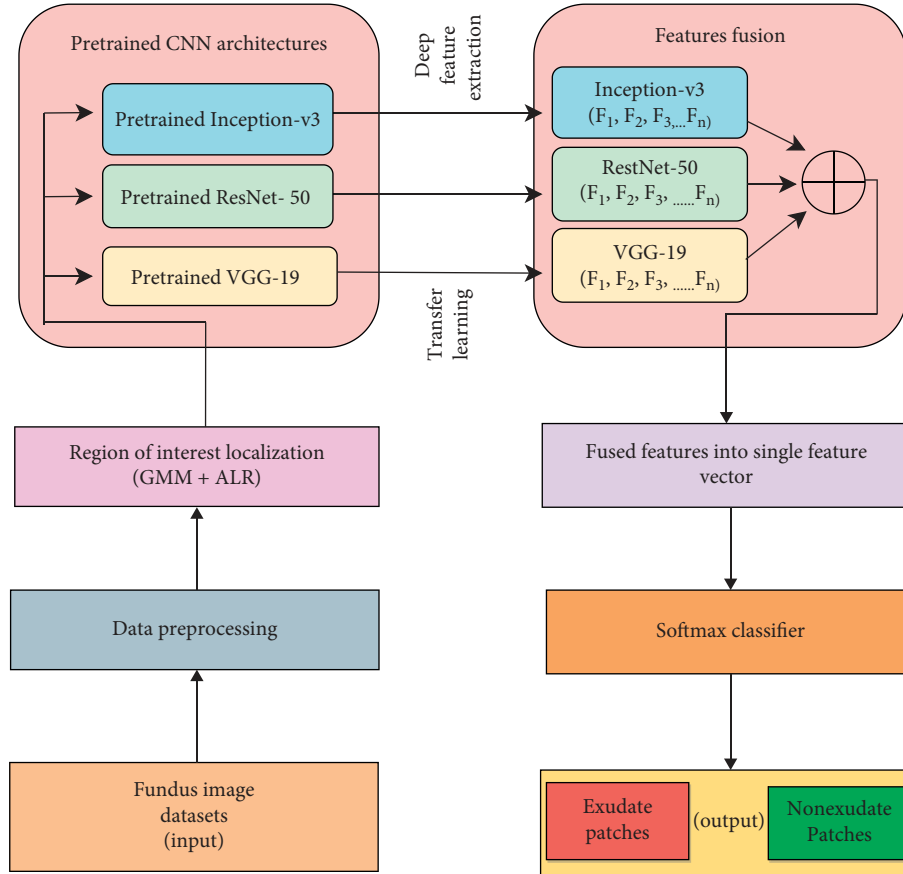 Pretrained CNN architectures
Pretrained Inception-v3
Pretrained ResNet- 50
Pretrained VGG-19
Deep
feature
extraction
Transfer
learning
Features fusion
Inception-v3
(F1, F2, F3,...Fn)
RestNet-50
(F1, F2, F3, ......Fn)
VGG-19
(F1, F2, F3, ......Fn)
Region of interest localization
(GMM + ALR)
Data preprocessing
Fundus image
datasets
(input)
Fused features into single feature
vector
Softmax classifier
Exudate
patches
(output)
Nonexudate
Patches